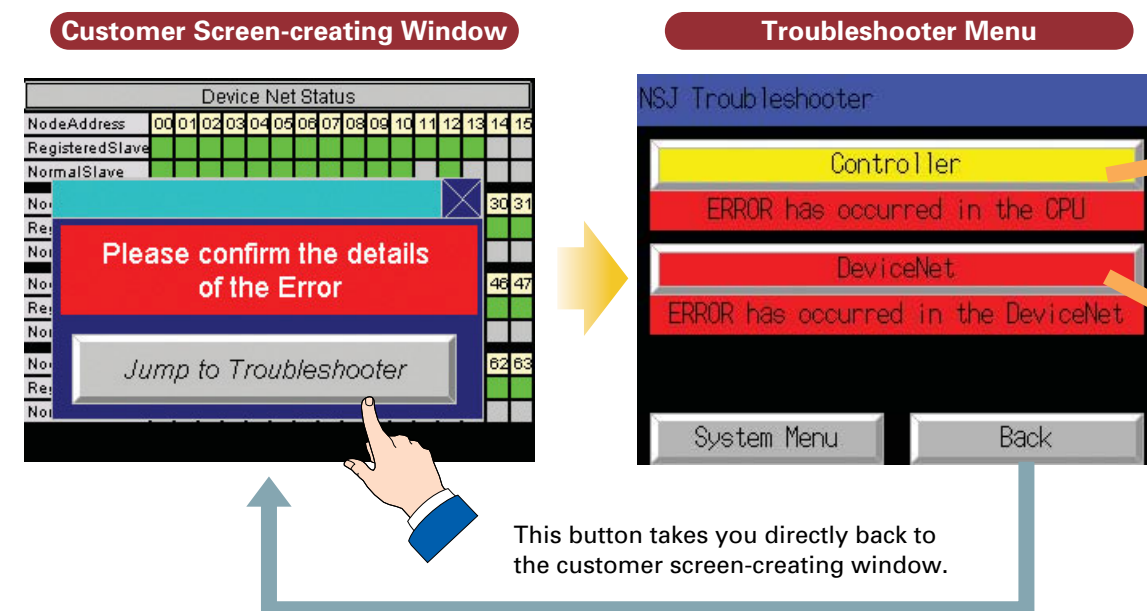 Customer Screen-creating Window
Troubleshooter Menu
Device Net Status
NodeAddress 00 01 02 03 04 05 06 07 08 09 10 11 12 13 14 15
RegisteredSlave
NormalSlave
30 31
46 47
62 63
Please confirm the details
of the Error
Jump to Troubleshooter
NSJ Troubleshooter
Controller
ERROR has occurred in the CPU
DeviceNet
ERROR has occurred in the DeviceNet
System Menu
Back
This button takes you directly back to
the customer screen-creating window.